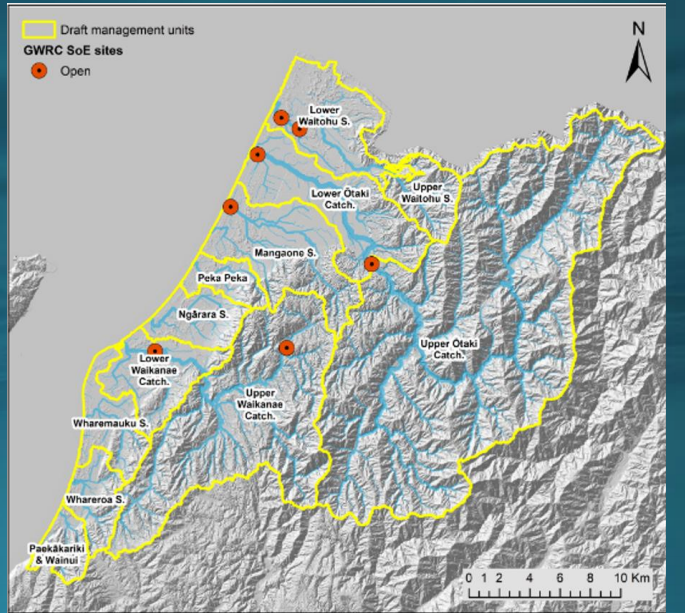 Draft management units
GWRC SoE sites
Open
N
Lower
Waitohu S.
Upper
Waitohu S.
Lower Ōtaki
Catch.
Mangaone S.
Peka Peka
Ngārara S.
Lower
Waikanae
Catch.
Upper
Waikanae
Catch.
Upper Ōtaki
Catch.
Wharemauku S.
Whareroa S.
Paekākāriki
& Wainui
0 1 2 4 6 8 10 Km